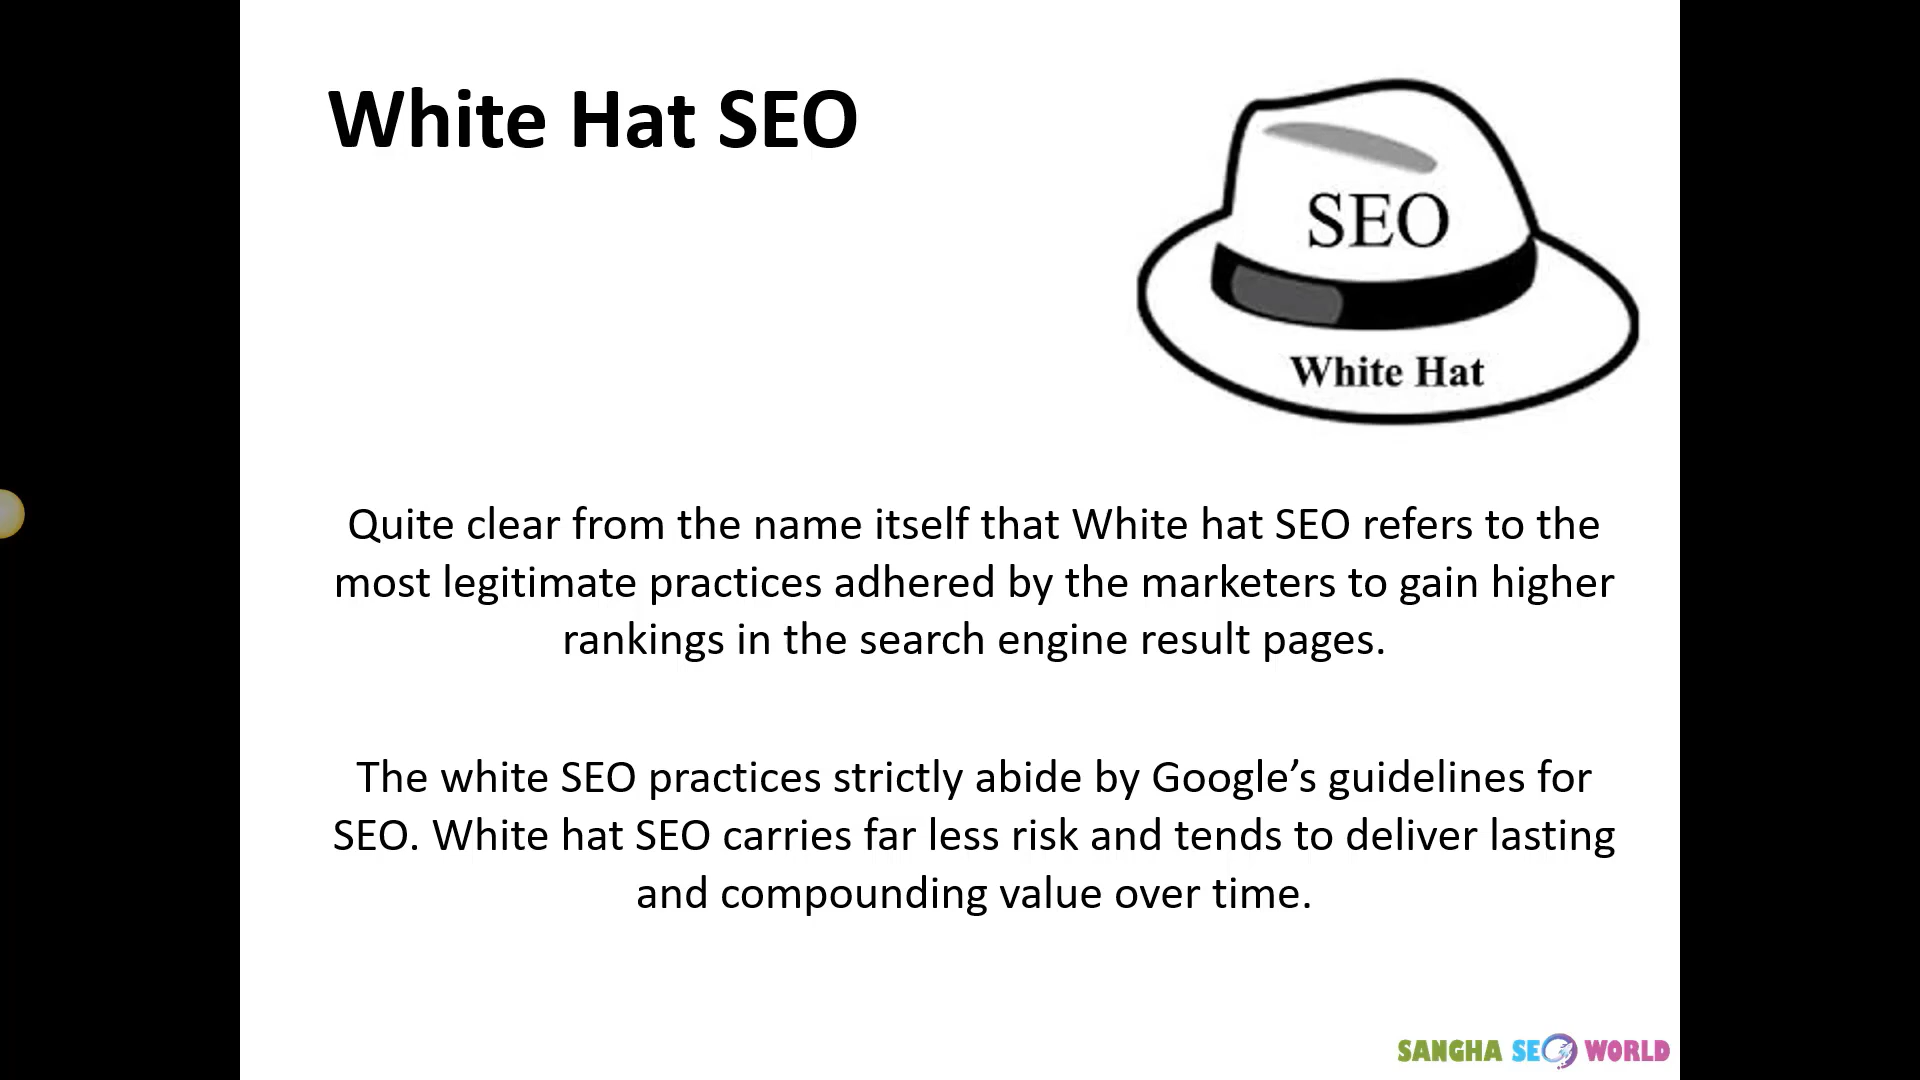 White Hat SEO
SEO
White Hat
Quite clear from the name itself that White hat SEO refers to the
most legitimate practices adhered by the marketers to gain higher
rankings in the search engine result pages.
The white SEO practices strictly abide by Google’s guidelines for
SEO. White hat SEO carries far less risk and tends to deliver lasting
and compounding value over time.
SANGHA SEO WORLD